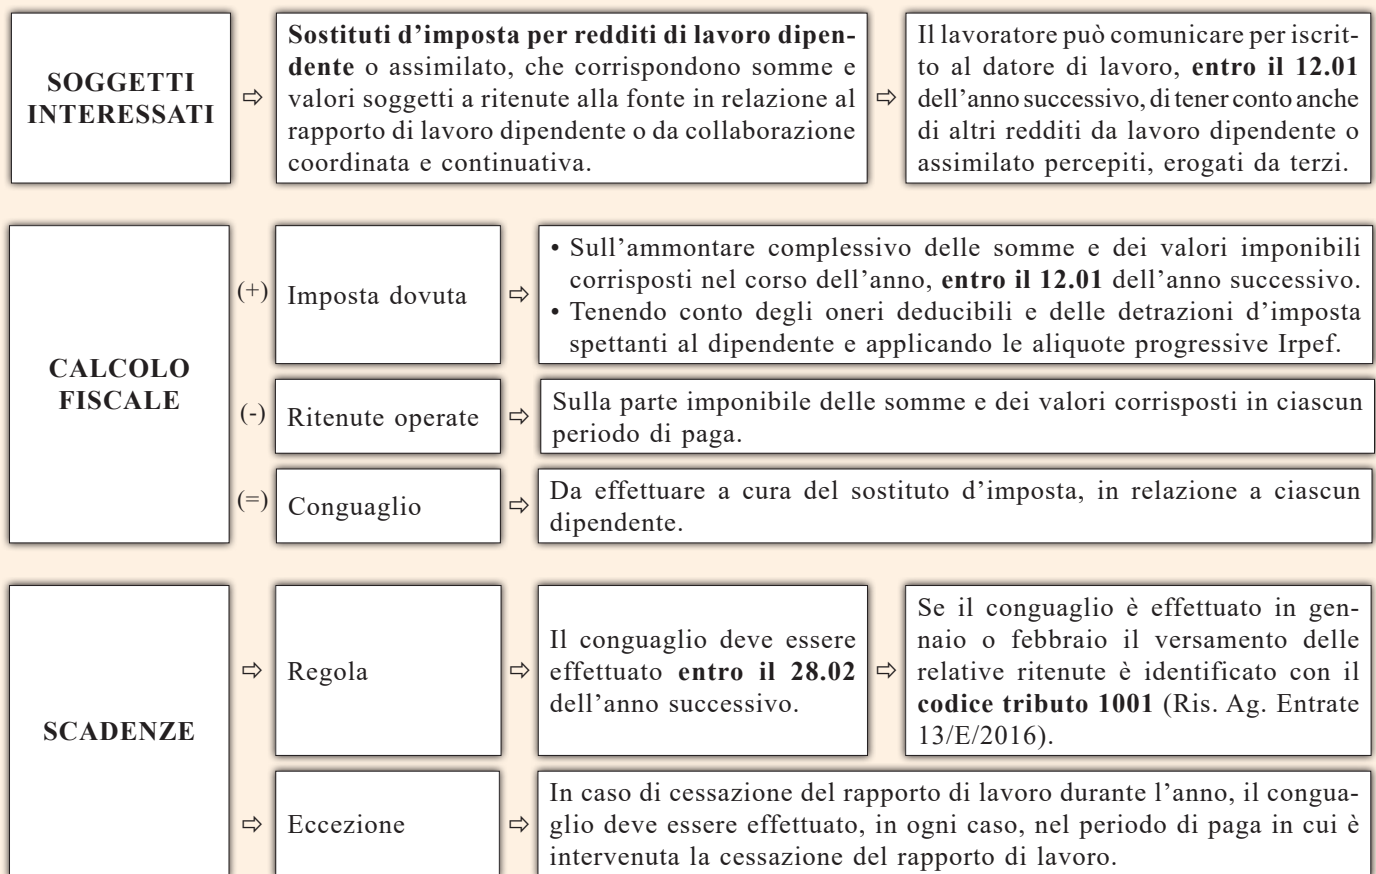 SOGGETTI
INTERESSATI
⇨
Sostituti d'imposta per redditi di lavoro dipen-
dente o assimilato, che corrispondono somme e
valori soggetti a ritenute alla fonte in relazione al
rapporto di lavoro dipendente o da collaborazione
coordinata e continuativa.
⇨
Il lavoratore può comunicare per iscrit-
to al datore di lavoro, entro il 12.01
dell'anno successivo, di tener conto anche
di altri redditi da lavoro dipendente o
assimilato percepiti, erogati da terzi.
CALCOLO
FISCALE
(+)
Imposta dovuta
⇨
• Sull'ammontare complessivo delle somme e dei valori imponibili
corrisposti nel corso dell'anno, entro il 12.01 dell'anno successivo.
• Tenendo conto degli oneri deducibili e delle detrazioni d'imposta
spettanti al dipendente e applicando le aliquote progressive Irpef.
(-)
Ritenute operate
⇨
Sulla parte imponibile delle somme e dei valori corrisposti in ciascun
periodo di paga.
(=)
Conguaglio
⇨
Da effettuare a cura del sostituto d'imposta, in relazione a ciascun
dipendente.
SCADENZE
⇨
Regola
⇨
Il conguaglio deve essere
effettuato entro il 28.02
dell'anno successivo.
⇨
Se il conguaglio è effettuato in gen-
naio o febbraio il versamento delle
relative ritenute è identificato con il
codice tributo 1001 (Ris. Ag. Entrate
13/E/2016).
⇨
Eccezione
⇨
In caso di cessazione del rapporto di lavoro durante l'anno, il congua-
glio deve essere effettuato, in ogni caso, nel periodo di paga in cui è
intervenuta la cessazione del rapporto di lavoro.